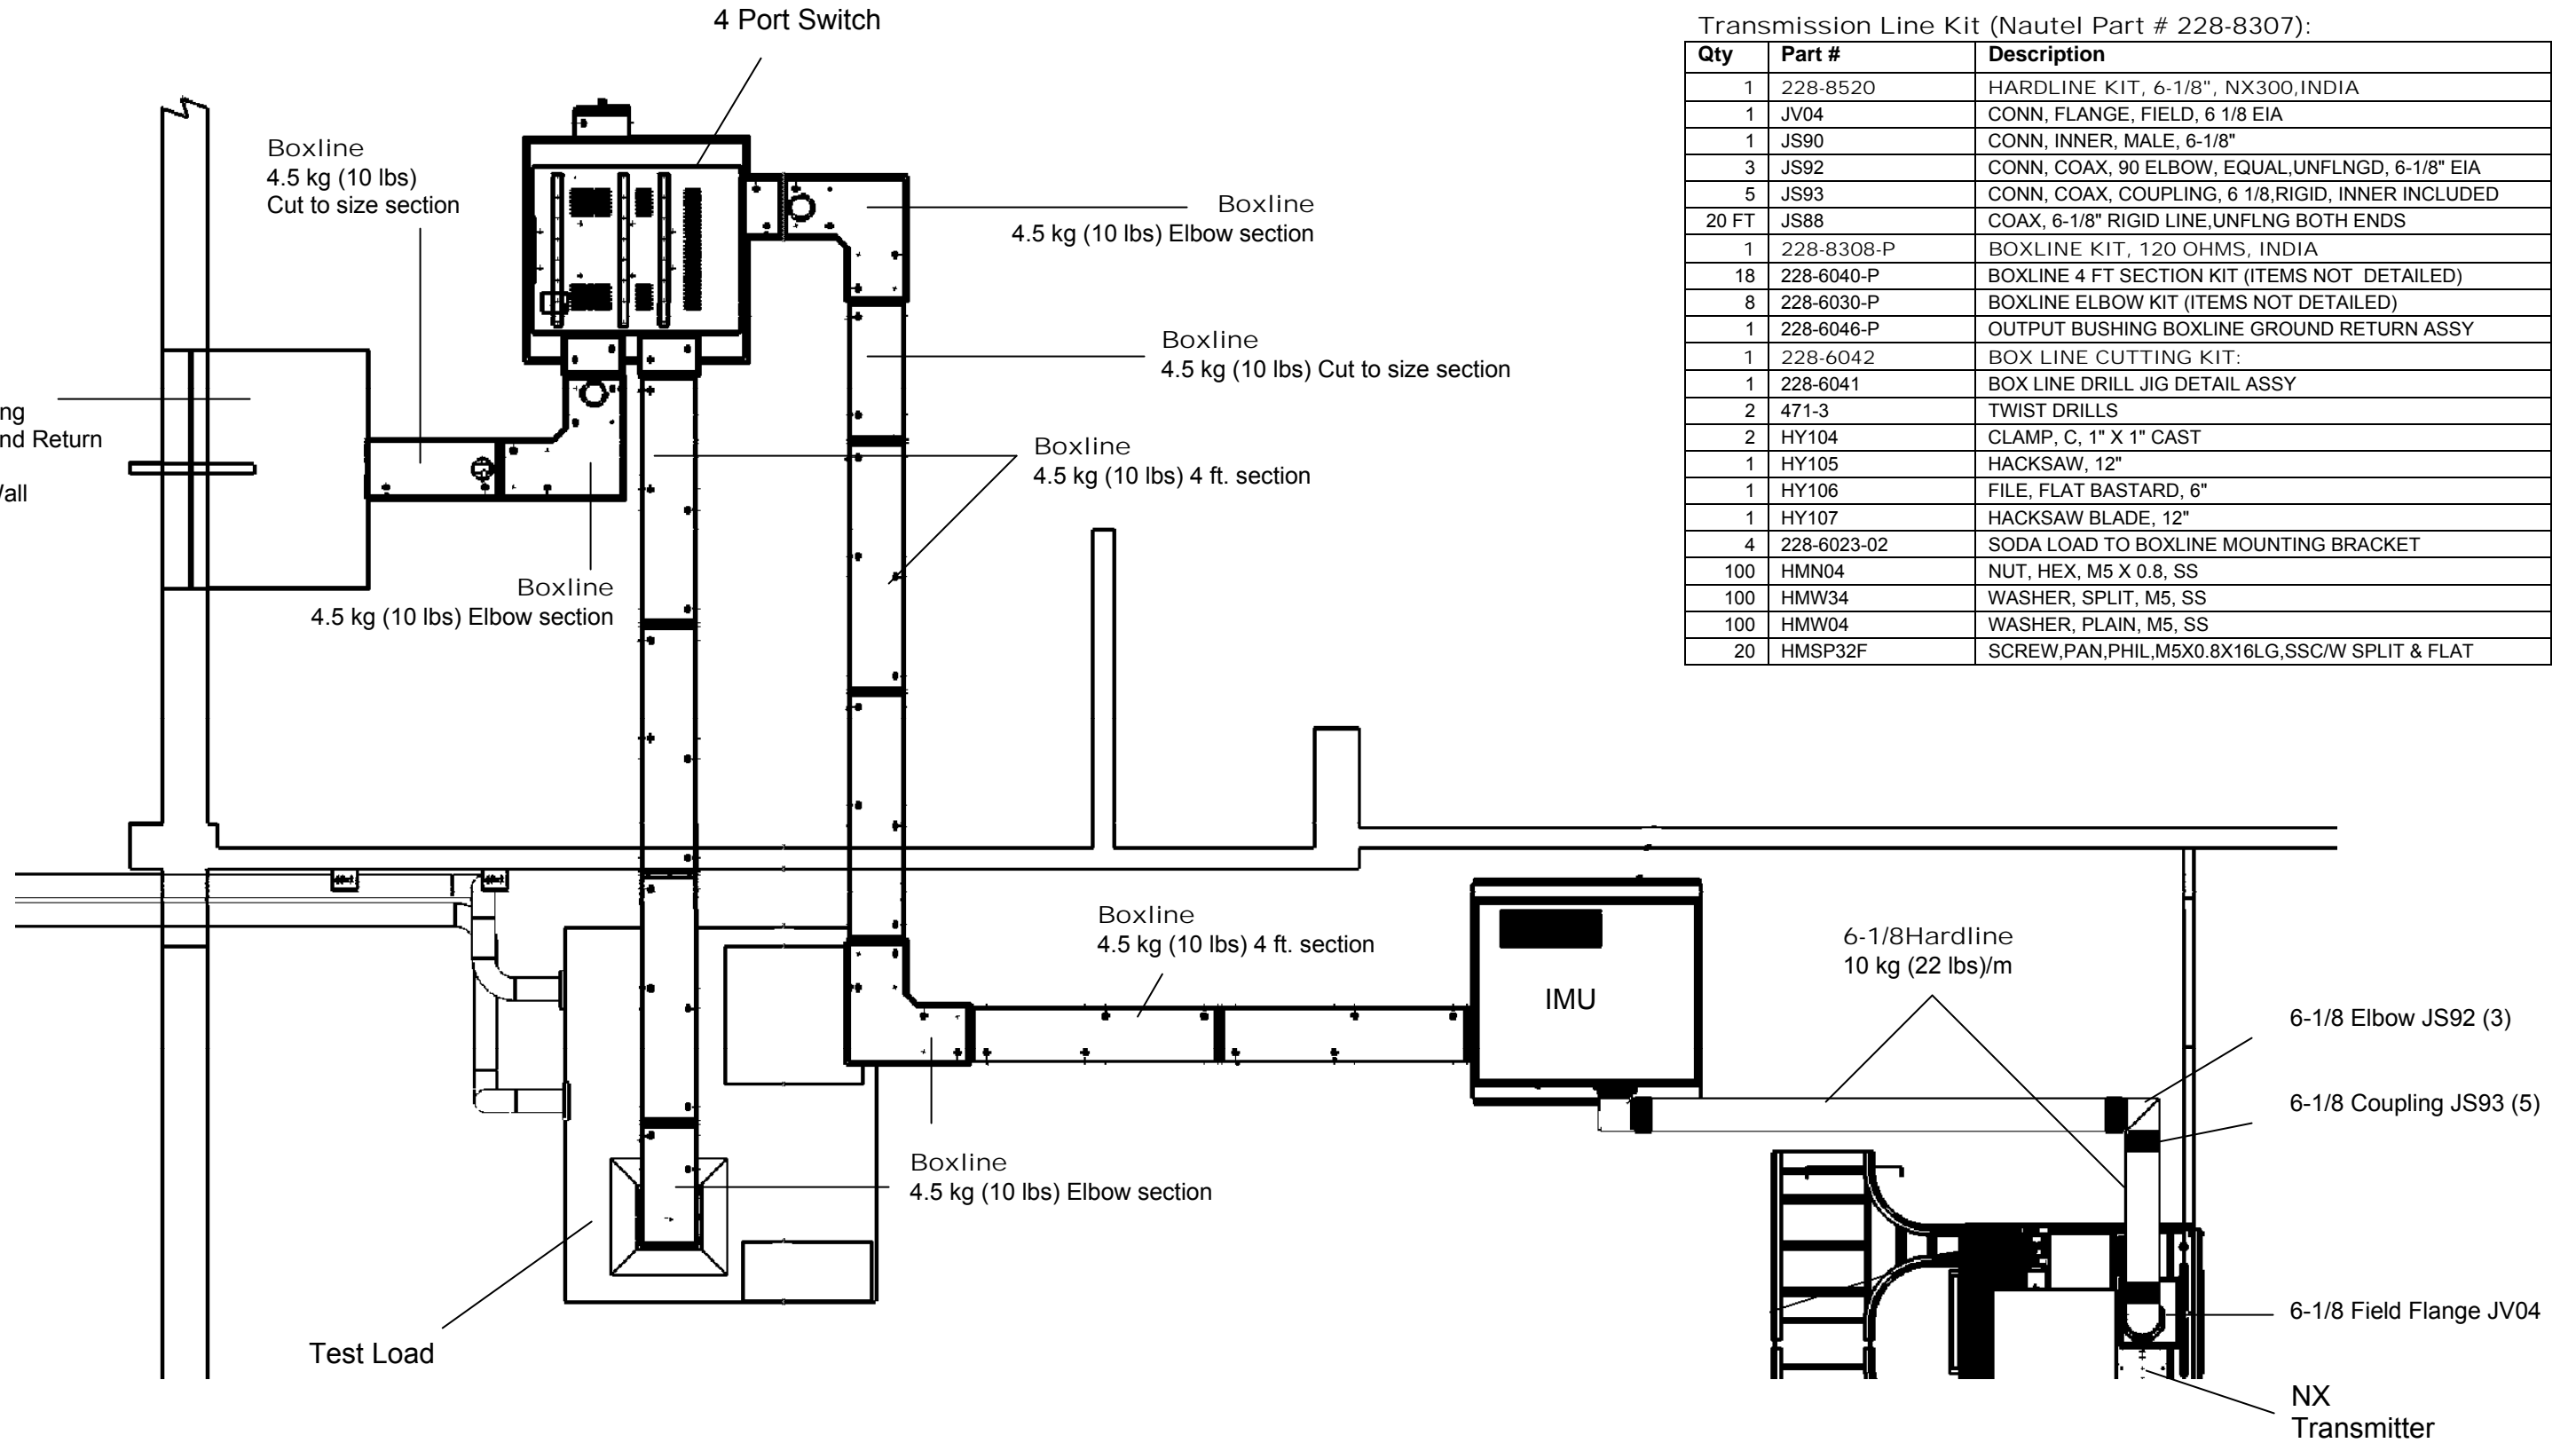 4 Port Switch
Transmission Line Kit (Nautel Part # 228-8307):
Qty Part # Description
1 228-8520 HARDLINE KIT, 6-1/8", NX300,INDIA
1 JV04 CONN, FLANGE, FIELD, 6 1/8 EIA
1 JS90 CONN, INNER, MALE, 6-1/8"
3 JS92 CONN, COAX, 90 ELBOW, EQUAL,UNFLNGD, 6-1/8" EIA
5 JS93 CONN, COAX, COUPLING, 6 1/8,RIGID, INNER INCLUDED
20 FT JS88 COAX, 6-1/8" RIGID LINE,UNFLNG BOTH ENDS
1 228-8308-P BOXLINE KIT, 120 OHMS, INDIA
18 228-6040-P BOXLINE 4 FT SECTION KIT (ITEMS NOT DETAILED)
8 228-6030-P BOXLINE ELBOW KIT (ITEMS NOT DETAILED)
1 228-6046-P OUTPUT BUSHING BOXLINE GROUND RETURN ASSY
1 228-6042 BOX LINE CUTTING KIT:
1 228-6041 BOX LINE DRILL JIG DETAIL ASSY
2 471-3 TWIST DRILLS
2 HY104 CLAMP, C, 1" X 1" CAST
1 HY105 HACKSAW, 12"
1 HY106 FILE, FLAT BASTARD, 6"
1 HY107 HACKSAW BLADE, 12"
4 228-6023-02 SODA LOAD TO BOXLINE MOUNTING BRACKET
100 HMN04 NUT, HEX, M5 X 0.8, SS
100 HMW34 WASHER, SPLIT, M5, SS
100 HMW04 WASHER, PLAIN, M5, SS
20 HMSP32F SCREW,PAN,PHIL,M5X0.8X16LG,SSC/W SPLIT & FLAT
Boxline
4.5 kg (10 lbs)
Cut to size section
Boxline
4.5 kg (10 lbs) Elbow section
Boxline
4.5 kg (10 lbs) Cut to size section
ng
nd Return
Boxline
4.5 kg (10 lbs) 4 ft. section
Boxline
4.5 kg (10 lbs) Elbow section
Boxline
4.5 kg (10 lbs) 4 ft. section
IMU
6-1/8Hardline
10 kg (22 lbs)/m
6-1/8 Elbow JS92 (3)
6-1/8 Coupling JS93 (5)
Boxline
4.5 kg (10 lbs) Elbow section
6-1/8 Field Flange JV04
Test Load
NX
Transmitter